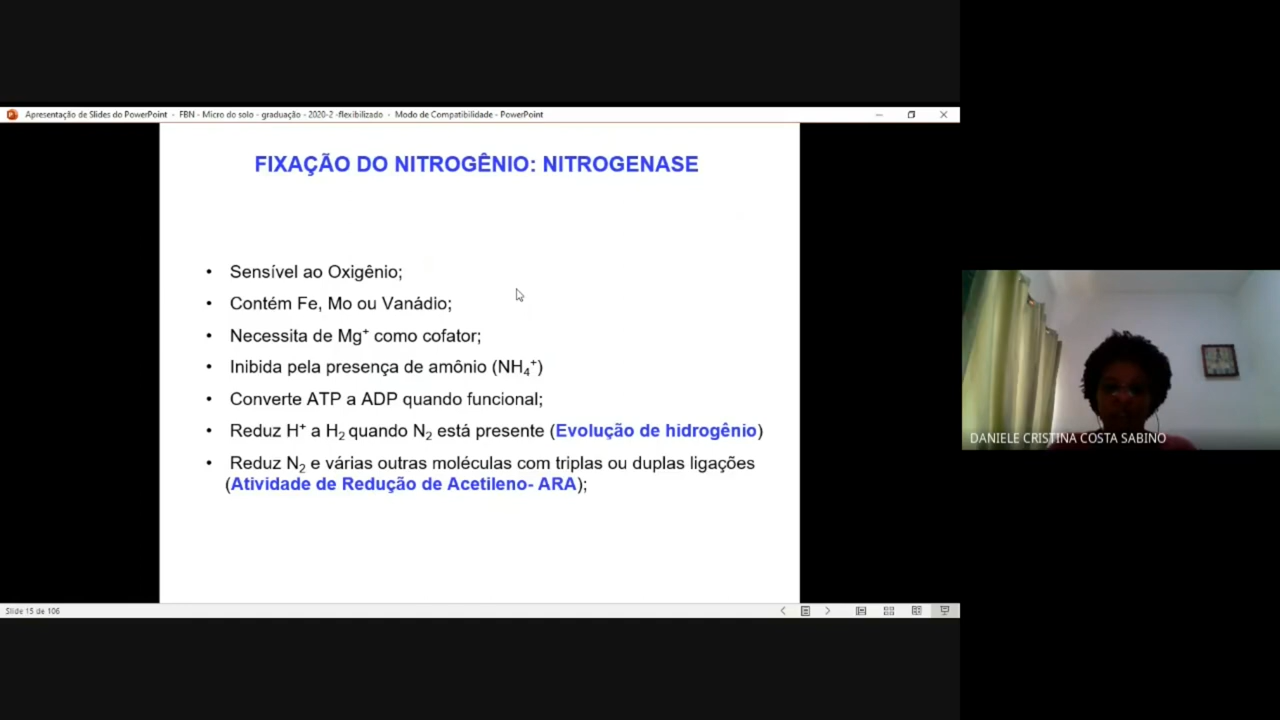 Apresentação de Slides do PowerPoint - FBN - Micro do solo - graduação - 2020-2 -flexibilizado - Modo de Compatibilidade - PowerPoint
FIXAÇÃO DO NITROGÊNIO: NITROGENASE
• Sensível ao Oxigênio;
• Contém Fe, Mo ou Vanádio;
• Necessita de Mg⁺ como cofator;
• Inibida pela presença de amônio (NH₄⁺)
• Converte ATP a ADP quando funcional;
• Reduz H⁺ a H₂ quando N₂ está presente (Evolução de hidrogênio)
• Reduz N₂ e várias outras moléculas com triplas ou duplas ligações
(Atividade de Redução de Acetileno- ARA);
Slide 15 de 106
DANIELE CRISTINA COSTA SABINO